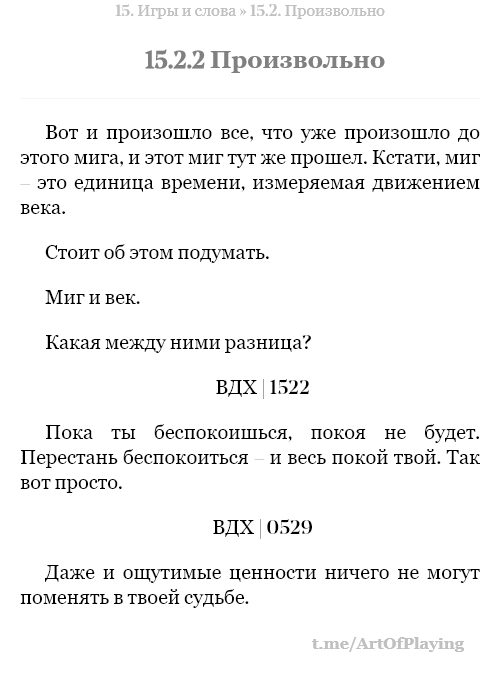 15. Игры и слова » 15.2. Произвольно
15.2.2 Произвольно
Вот и произошло все, что уже произошло до
этого мига, и этот миг тут же прошел. Кстати, миг
– это единица времени, измеряемая движением
века.
Стоит об этом подумать.
Миг и век.
Какая между ними разница?
ВДХ | 1522
Пока ты беспокоишься, покоя не будет.
Перестань беспокоиться – и весь покой твой. Так
вот просто.
ВДХ | 0529
Даже и ощутимые ценности ничего не могут
поменять в твоей судьбе.
t.me/ArtOfPlaying